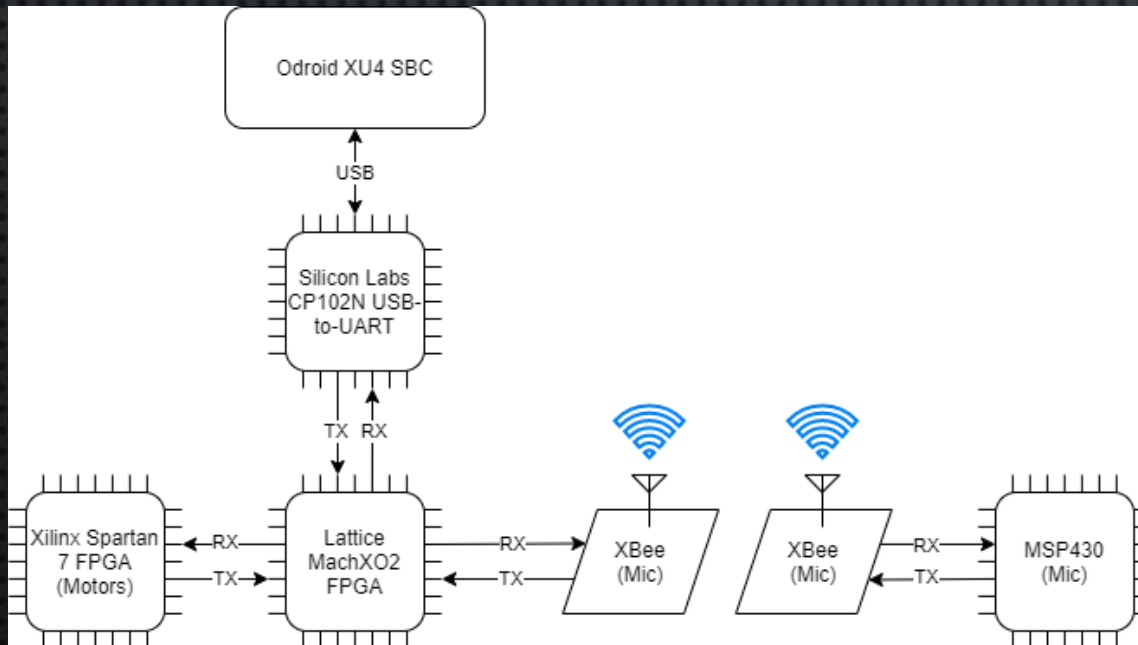 Odroid XU4 SBC
USB
Silicon Labs
CP102N USB-
to-UART
TX RX
Xilinx Spartan
7 FPGA
(Motors)
RX
TX
Lattice
MachXO2
FPGA
RX
TX
XBee
(Mic)
XBee
(Mic)
RX
TX
MSP430
(Mic)